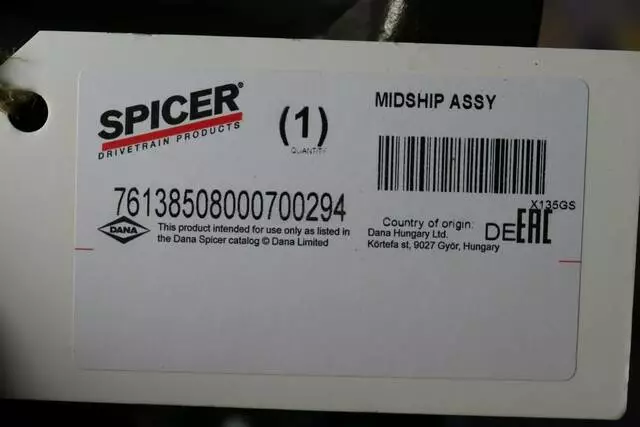 SPICER®
DRIVETRAIN PRODUCTS
(1)
QUANTITY
MIDSHIP ASSY
X135GS
76138508000700294
DANA
This product intended for use only as listed in
the Dana Spicer catalog © Dana Limited
Country of origin:
Dana Hungary Ltd.
Körtefa st, 9027 Győr, Hungary
DE
EAC